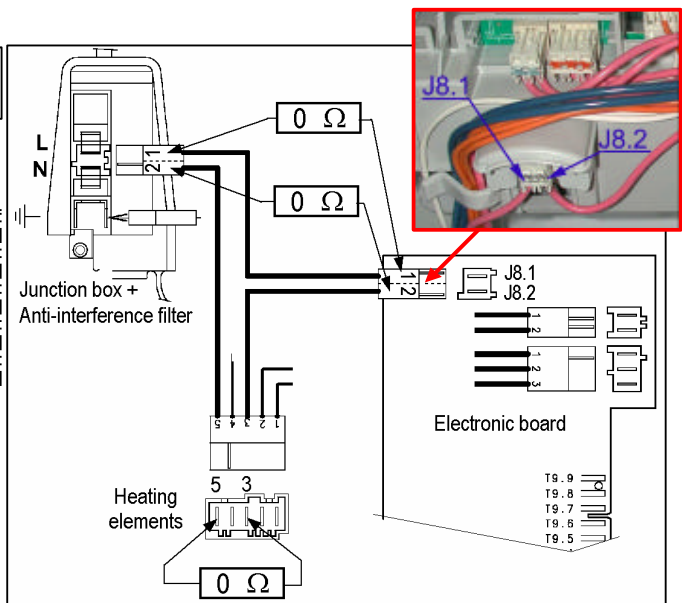 J8.1
J8.2
0 Ω
L
N
1
2
0 Ω
1
2
J8.1
J8.2
Junction box +
Anti-interference filter
1
2
1
2
3
Electronic board
5 4 3 2 1
5 3
Heating
elements
T9.9
T9.8
T9.7
T9.6
T9.5
0 Ω